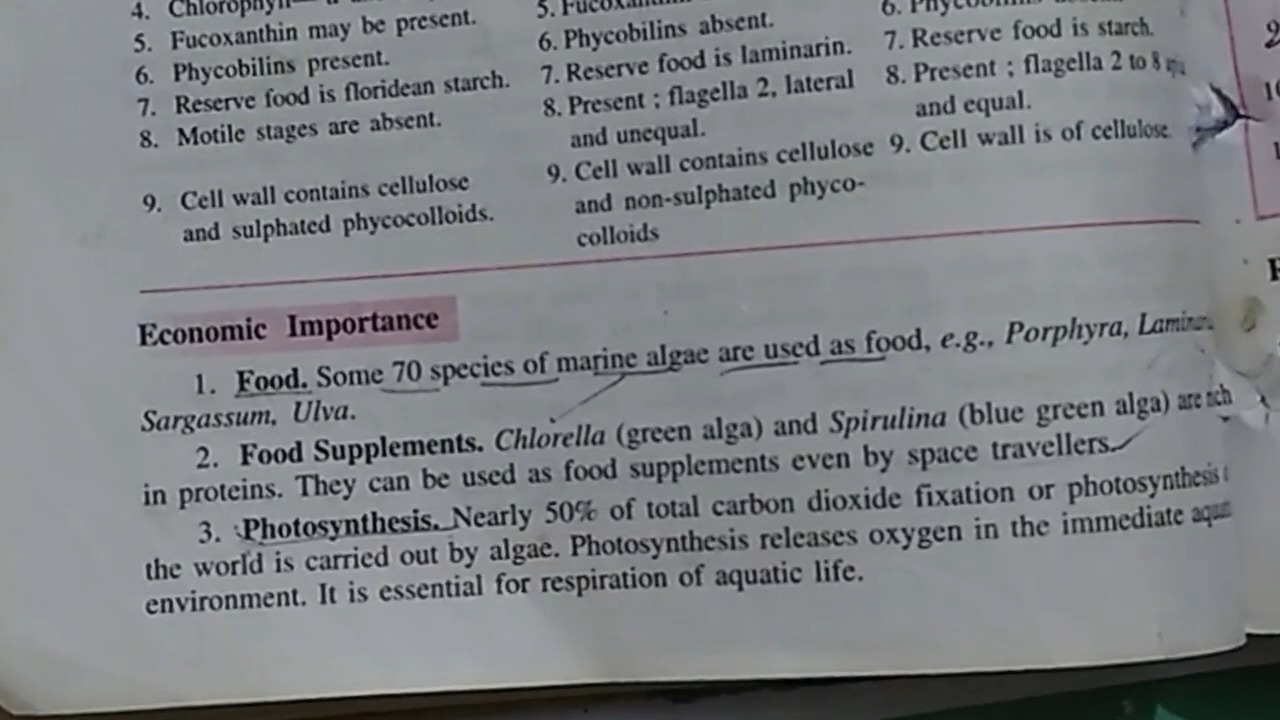 4. Chlorophyll—
5. Fucoxanthin may be present.
6. Phycobilins present.
7. Reserve food is floridean starch.
8. Motile stages are absent.
9. Cell wall contains cellulose
and sulphated phycocolloids.
5. Fucoxanthin
6. Phycobilins absent.
7. Reserve food is laminarin.
8. Present ; flagella 2, lateral
and unequal.
9. Cell wall contains cellulose
and non-sulphated phyco-
colloids
6. Phycobilins
7. Reserve food is starch.
8. Present ; flagella 2 to 8
and equal.
9. Cell wall is of cellulose
Economic Importance
1. Food. Some 70 species of marine algae are used as food, e.g., Porphyra,
Sargassum, Ulva.
2. Food Supplements. Chlorella (green alga) and Spirulina (blue green alga) are rich
in proteins. They can be used as food supplements even by space travellers.
3. Photosynthesis. Nearly 50% of total carbon dioxide fixation or photosynthesis
the world is carried out by algae. Photosynthesis releases oxygen in the immediate
environment. It is essential for respiration of aquatic life.